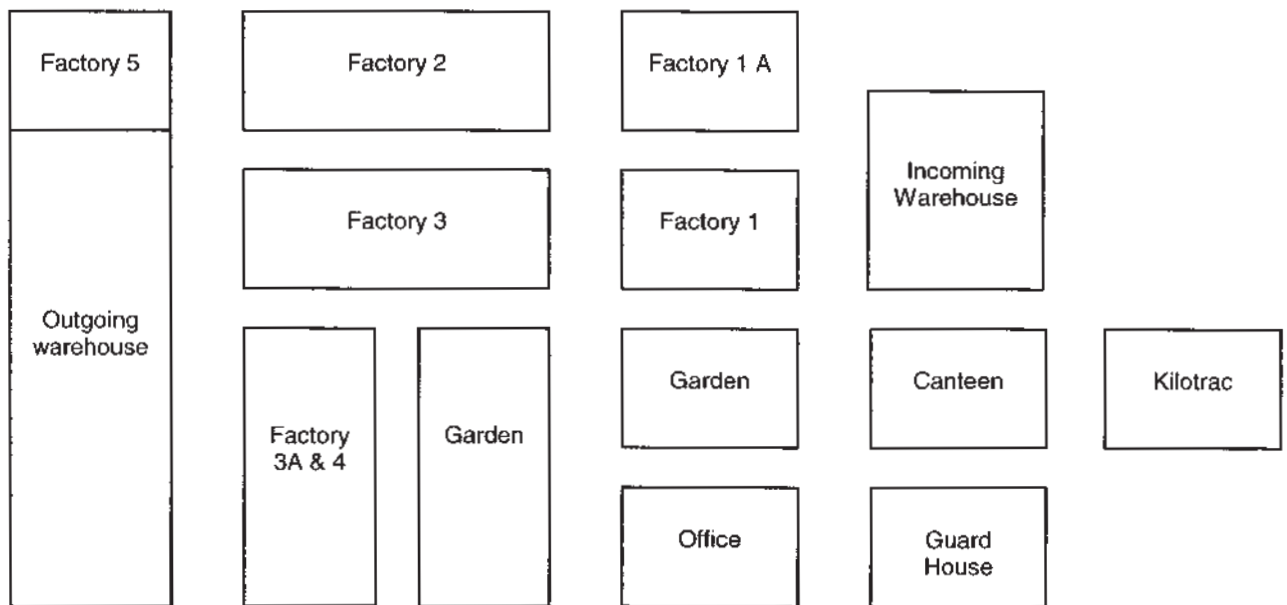 Factory 5
Factory 2
Factory 1 A
Incoming
Warehouse
Factory 3
Factory 1
Outgoing
warehouse
Garden
Canteen
Kilotrac
Factory
3A & 4
Garden
Office
Guard
House